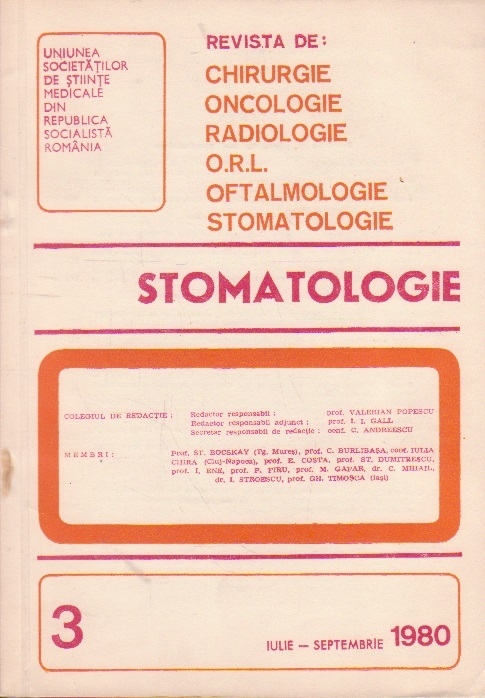 UNIUNEA
SOCIETĂȚILOR
DE ȘTIINȚE
MEDICALE
DIN
REPUBLICA
SOCIALISTĂ
ROMÂNIA
REVISTA DE:
CHIRURGIE
ONCOLOGIE
RADIOLOGIE
O.R.L.
OFTALMOLOGIE
STOMATOLOGIE
STOMATOLOGIE
COLEGIUL DE REDACȚIE : Redactor responsabil : prof. VALERIAN POPESCU
Redactor responsabil adjunct : prof. I. I. GALL
Secretar responsabil de redacție : conf. C. ANDREESCU
MEMBRI : Prof. ST. BOCSKAY (Tg. Mureș), prof. C. BURLIBAȘA, conf. IULIA
CHIRA (Cluj-Napoca), prof. E. COSTA, prof. ST. DUMITRESCU,
prof. I. ENE, prof. P. FIRU, prof. M. GAFAR, dr. C. MIHAIL,
dr. I. STROESCU, prof. GH. TIMOȘCA (Iași)
3
IULIE — SEPTEMBRIE 1980